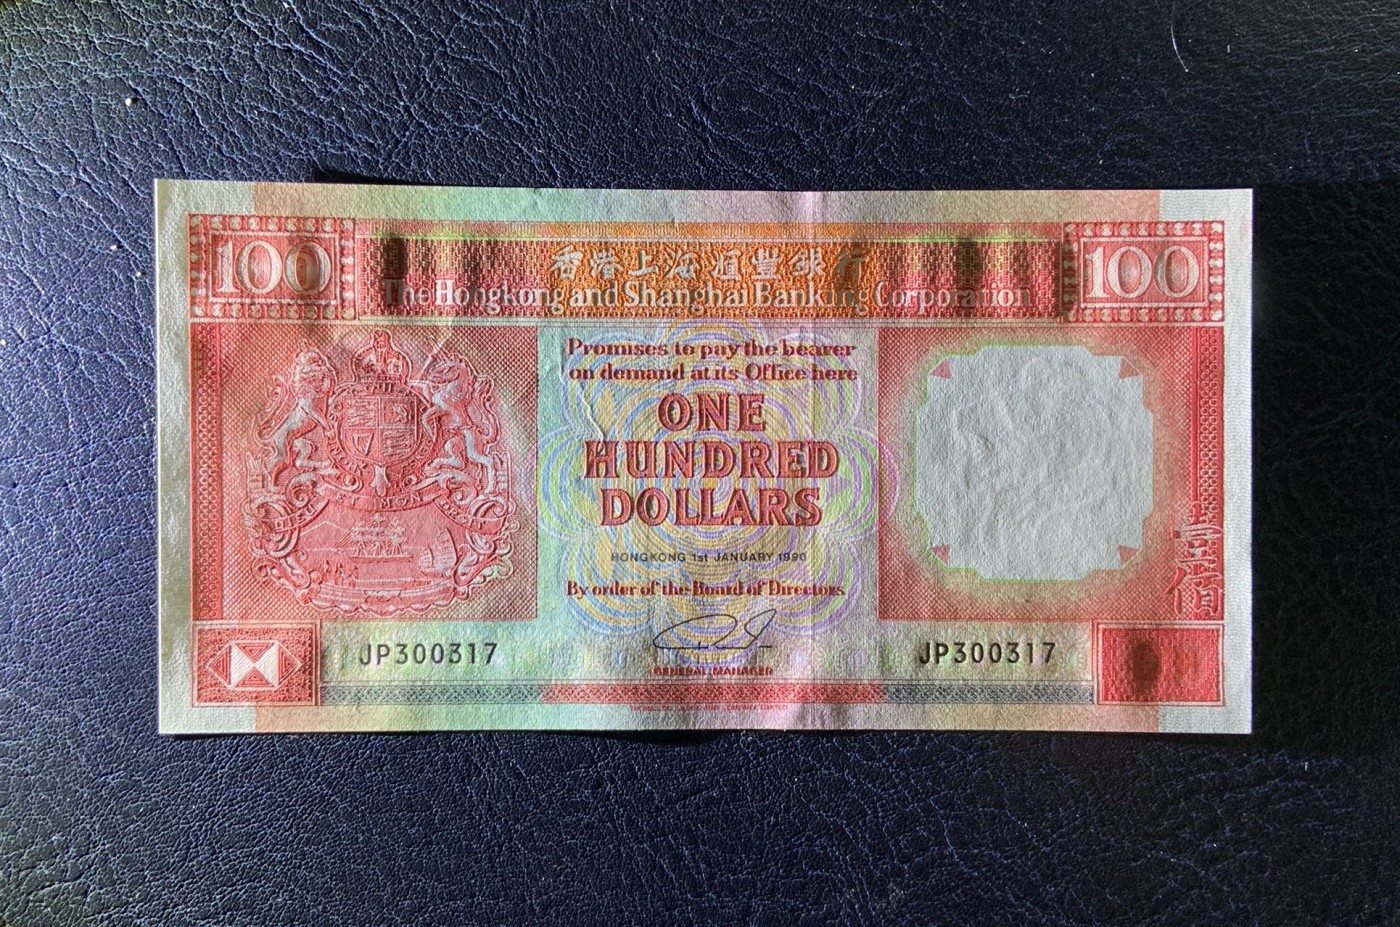 100
香港上海滙豐銀行
100
The Hongkong and Shanghai Banking Corporation
Promises to pay the bearer
on demand at its Office here
ONE
HUNDRED
DOLLARS
HONGKONG 1st JANUARY 1990
By order of the Board of Directors
JP300317
JP300317
GENERAL MANAGER